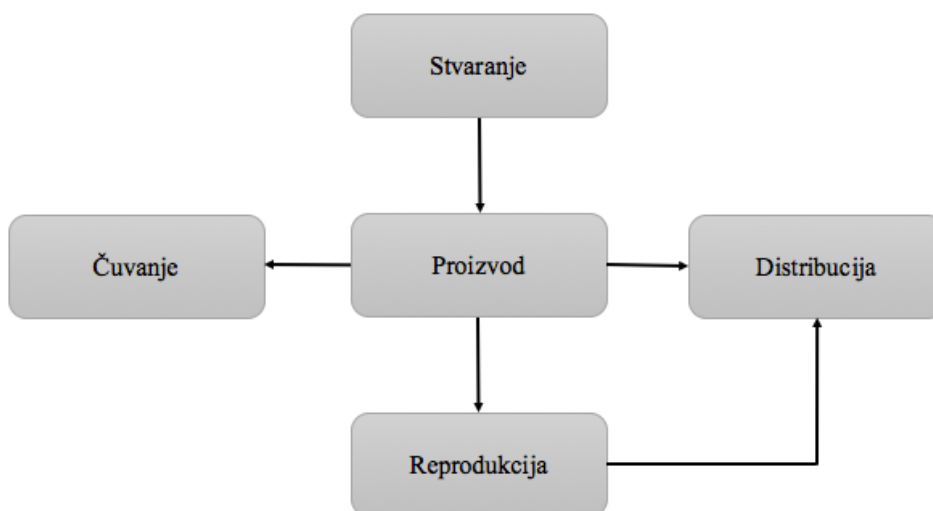 Stvaranje
Čuvanje
Proizvod
Distribucija
Reprodukcija